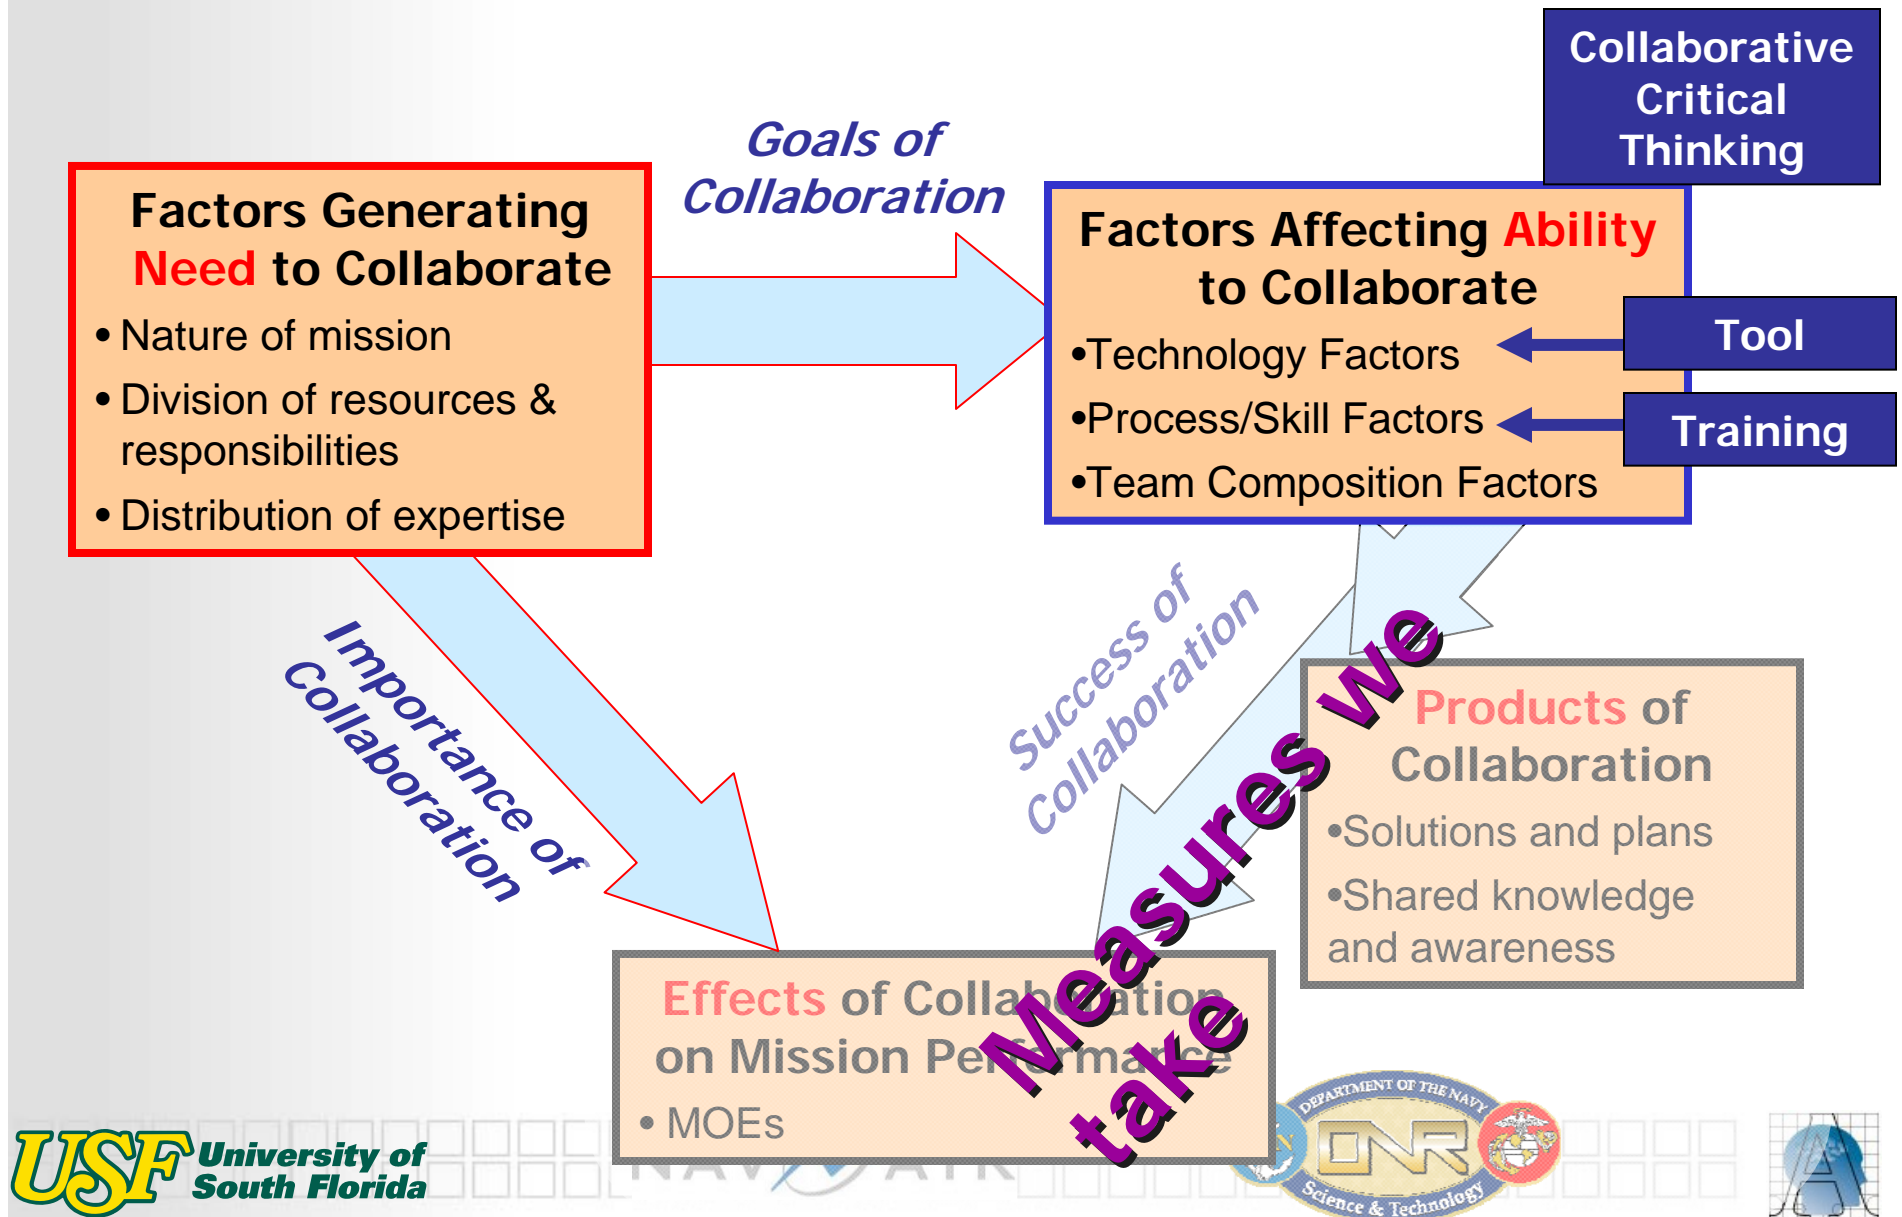 Collaborative
Critical
Thinking
Goals of
Collaboration
Factors Generating
Need to Collaborate
• Nature of mission
• Division of resources &
responsibilities
• Distribution of expertise
Factors Affecting Ability
to Collaborate
•Technology Factors
•Process/Skill Factors
•Team Composition Factors
Tool
Training
Importance of
Collaboration
Success of
Collaboration
Measures we
take
Products of
Collaboration
•Solutions and plans
•Shared knowledge
and awareness
Effects of Collaboration
on Mission Performance
• MOEs
USF University of
South Florida
NAV AIR
DEPARTMENT OF THE NAVY
ONR
Science & Technology